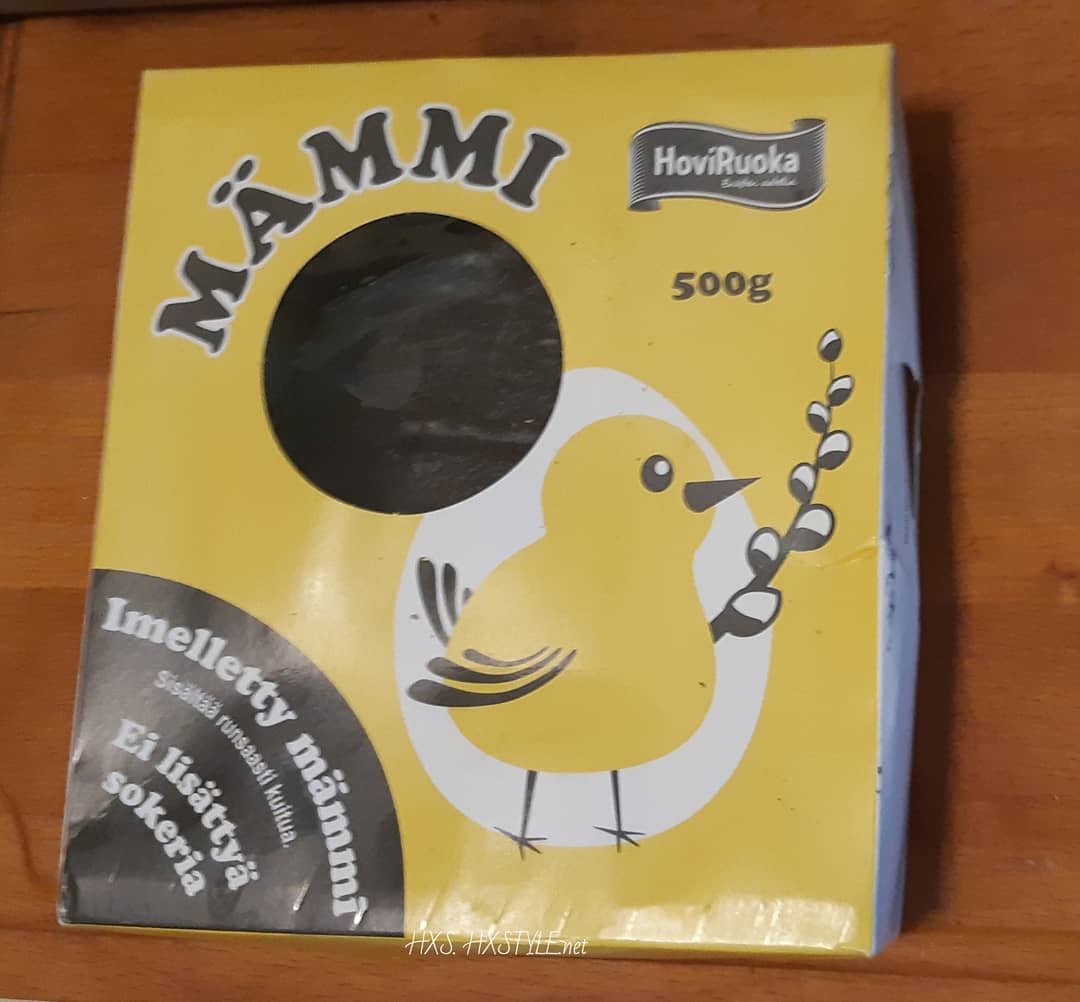 MÄMMI
HoviRuoka
500g
Imelletty mämmi
Sisältää runsaasti kuitua.
Ei lisättyä
sokeria
HXS. HXSTYLE.net